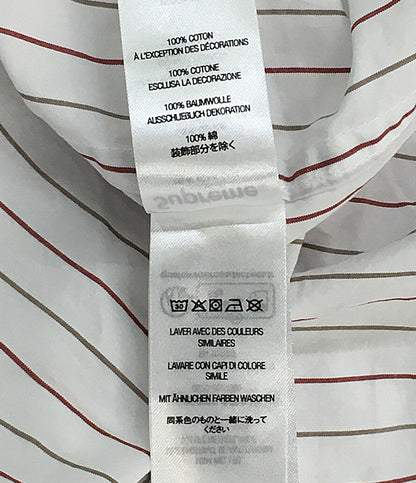 100% COTON
À L'EXCEPTION DES DÉCORATIONS
100% COTONE
ESCLUSA LA DECORAZIONE
100% BAUMWOLLE
AUSSCHLIEẞLICH DEKORATION
100% 綿
装飾部分を除く
Supreme
30
LAVER AVEC DES COULEURS
SIMILAIRES
LAVARE CON CAPI DI COLORE
SIMILE
MIT ÄHNLICHEN FARBEN WASCHEN
同系色のものと一緒に洗って
ください